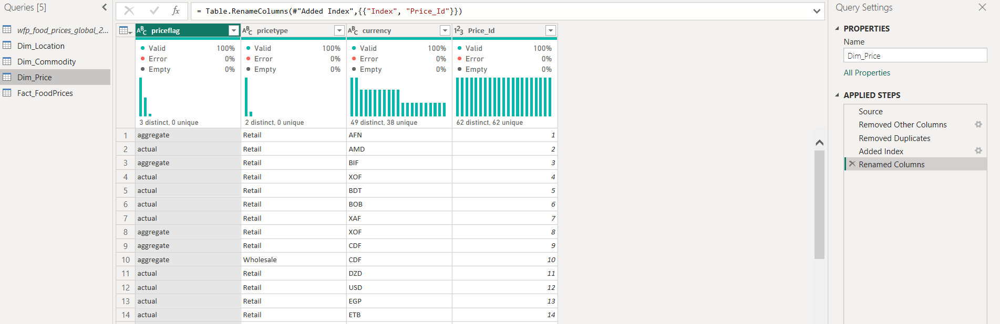 Queries [5]
wfp_food_prices_global_2...
Dim_Location
Dim_Commodity
Dim_Price
Fact_FoodPrices
fx
= Table.RenameColumns(#"Added Index",{{"Index", "Price_Id"}})
ABC priceflag ABC pricetype ABC currency 123 Price_Id
Valid 100% Valid 100% Valid 100% Valid 100%
Error 0% Error 0% Error 0% Error 0%
Empty 0% Empty 0% Empty 0% Empty 0%
3 distinct, 0 unique 2 distinct, 0 unique 49 distinct, 38 unique 62 distinct, 62 unique
1 aggregate Retail AFN 1
2 actual Retail AMD 2
3 aggregate Retail BIF 3
4 actual Retail XOF 4
5 actual Retail BDT 5
6 actual Retail BOB 6
7 actual Retail XAF 7
8 aggregate Retail XOF 8
9 aggregate Retail CDF 9
10 aggregate Wholesale CDF 10
11 actual Retail DZD 11
12 actual Retail USD 12
13 actual Retail EGP 13
14 actual Retail ETB 14
Query Settings
PROPERTIES
Name
Dim_Price
All Properties
APPLIED STEPS
Source
Removed Other Columns
Removed Duplicates
Added Index
Renamed Columns